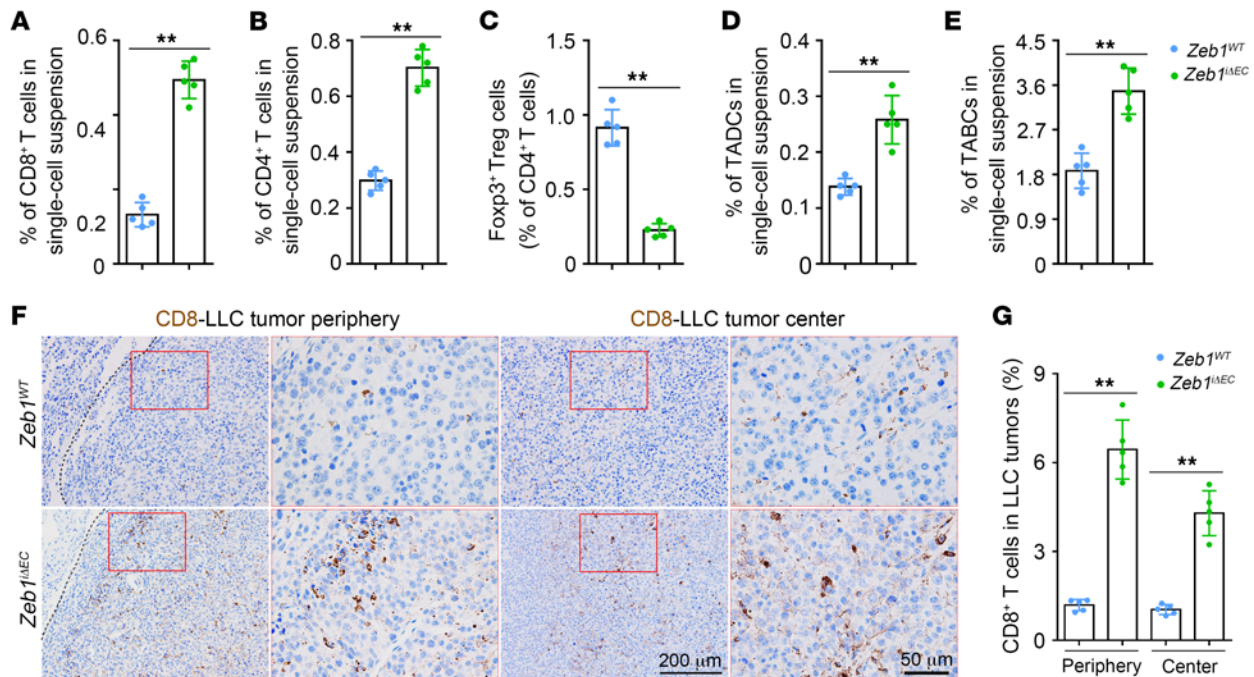 A
% of CD8⁺ T cells in
single-cell suspension
0.6
0.4
0.2
0
**
B
% of CD4⁺ T cells in
single-cell suspension
0.8
0.6
0.4
0.2
0
**
C
Foxp3⁺ Treg cells
(% of CD4⁺ T cells)
1.5
1.0
0.5
0
**
D
% of TADCs in
single-cell suspension
0.4
0.3
0.2
0.1
0
**
E
% of TABCs in
single-cell suspension
4.5
3.6
2.7
1.8
0.9
0
**
Zeb1ᵂᵀ
Zeb1ⁱᐞᴱᶜ
F
CD8-LLC tumor periphery
CD8-LLC tumor center
Zeb1ᵂᵀ
Zeb1ⁱᐞᴱᶜ
200 μm
50 μm
G
Zeb1ᵂᵀ
Zeb1ⁱᐞᴱᶜ
CD8⁺ T cells in LLC tumors (%)
9
6
3
0
**
**
Periphery
Center